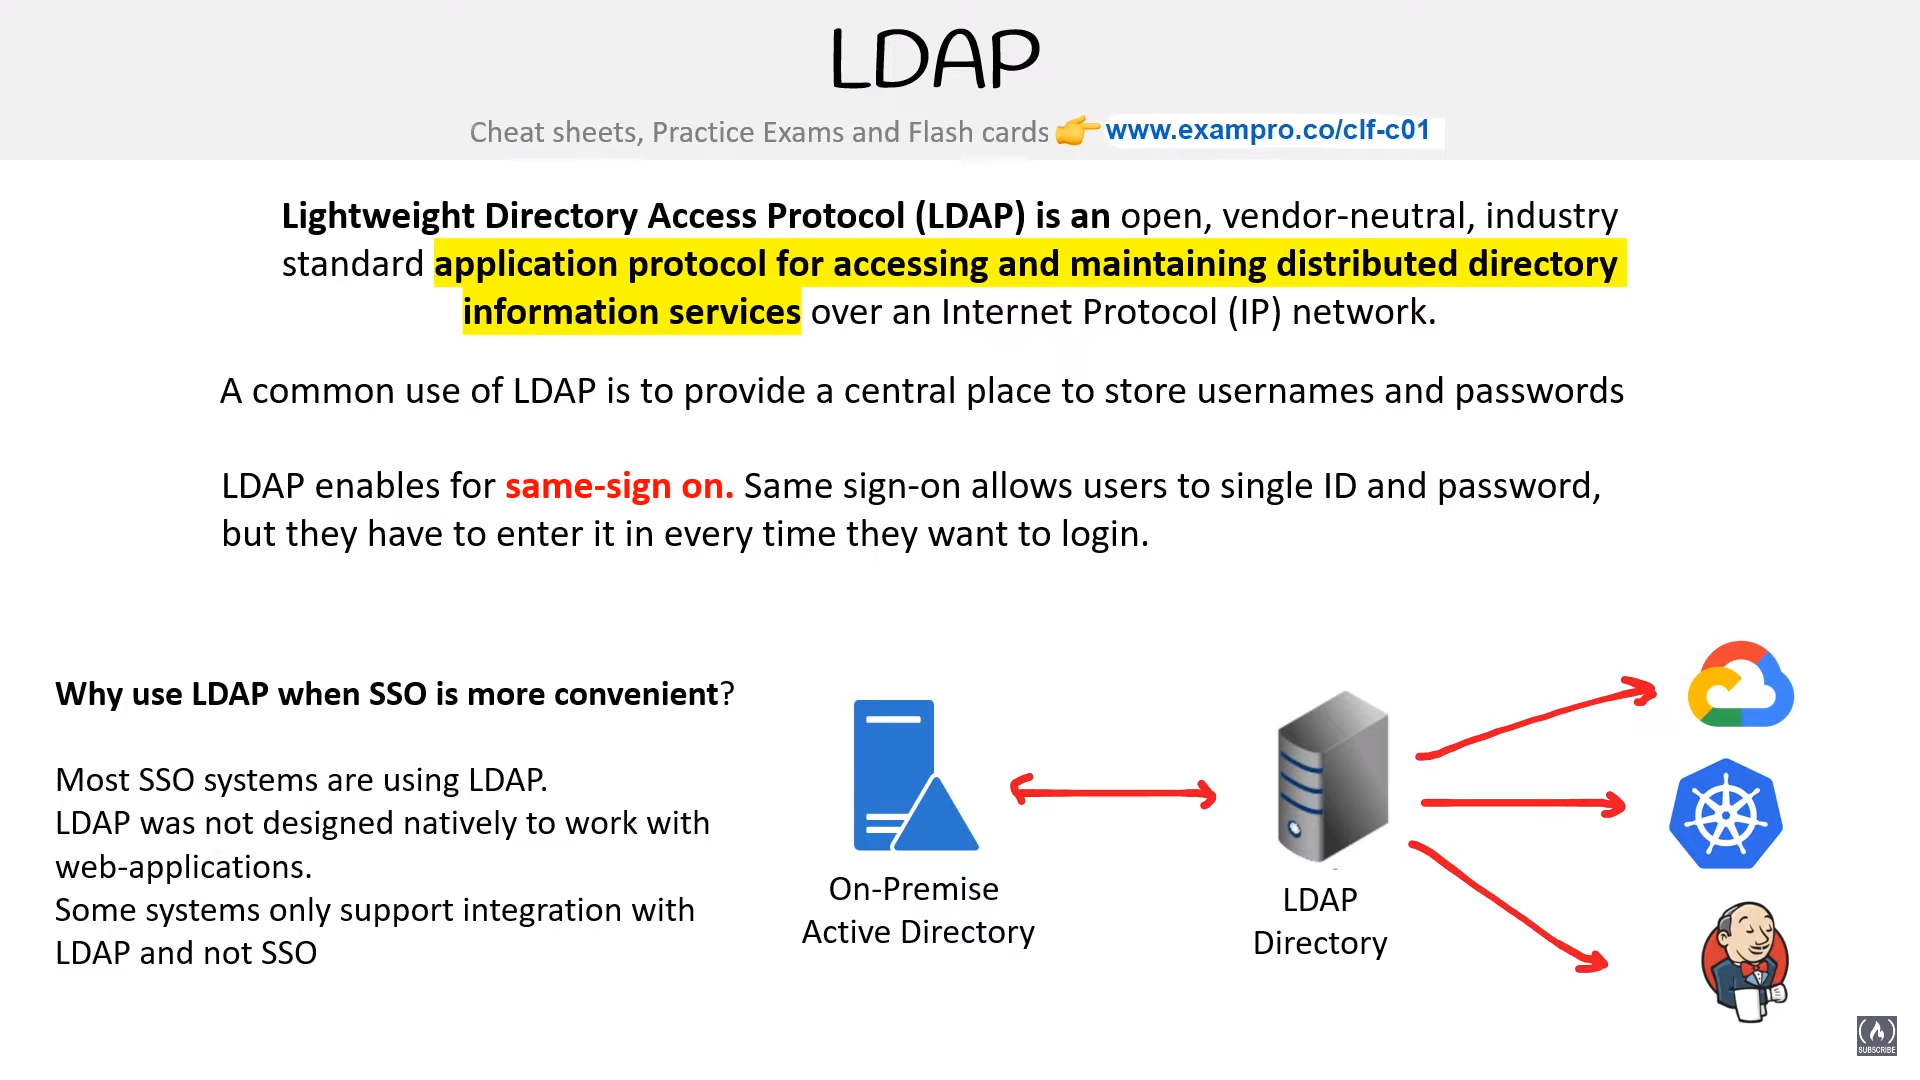 LDAP
Cheat sheets, Practice Exams and Flash cards www.exampro.co/clf-c01
Lightweight Directory Access Protocol (LDAP) is an open, vendor-neutral, industry
standard application protocol for accessing and maintaining distributed directory
information services over an Internet Protocol (IP) network.
A common use of LDAP is to provide a central place to store usernames and passwords
LDAP enables for same-sign on. Same sign-on allows users to single ID and password,
but they have to enter it in every time they want to login.
Why use LDAP when SSO is more convenient?
Most SSO systems are using LDAP.
LDAP was not designed natively to work with
web-applications.
Some systems only support integration with
LDAP and not SSO
On-Premise
Active Directory
LDAP
Directory
SUBSCRIBE